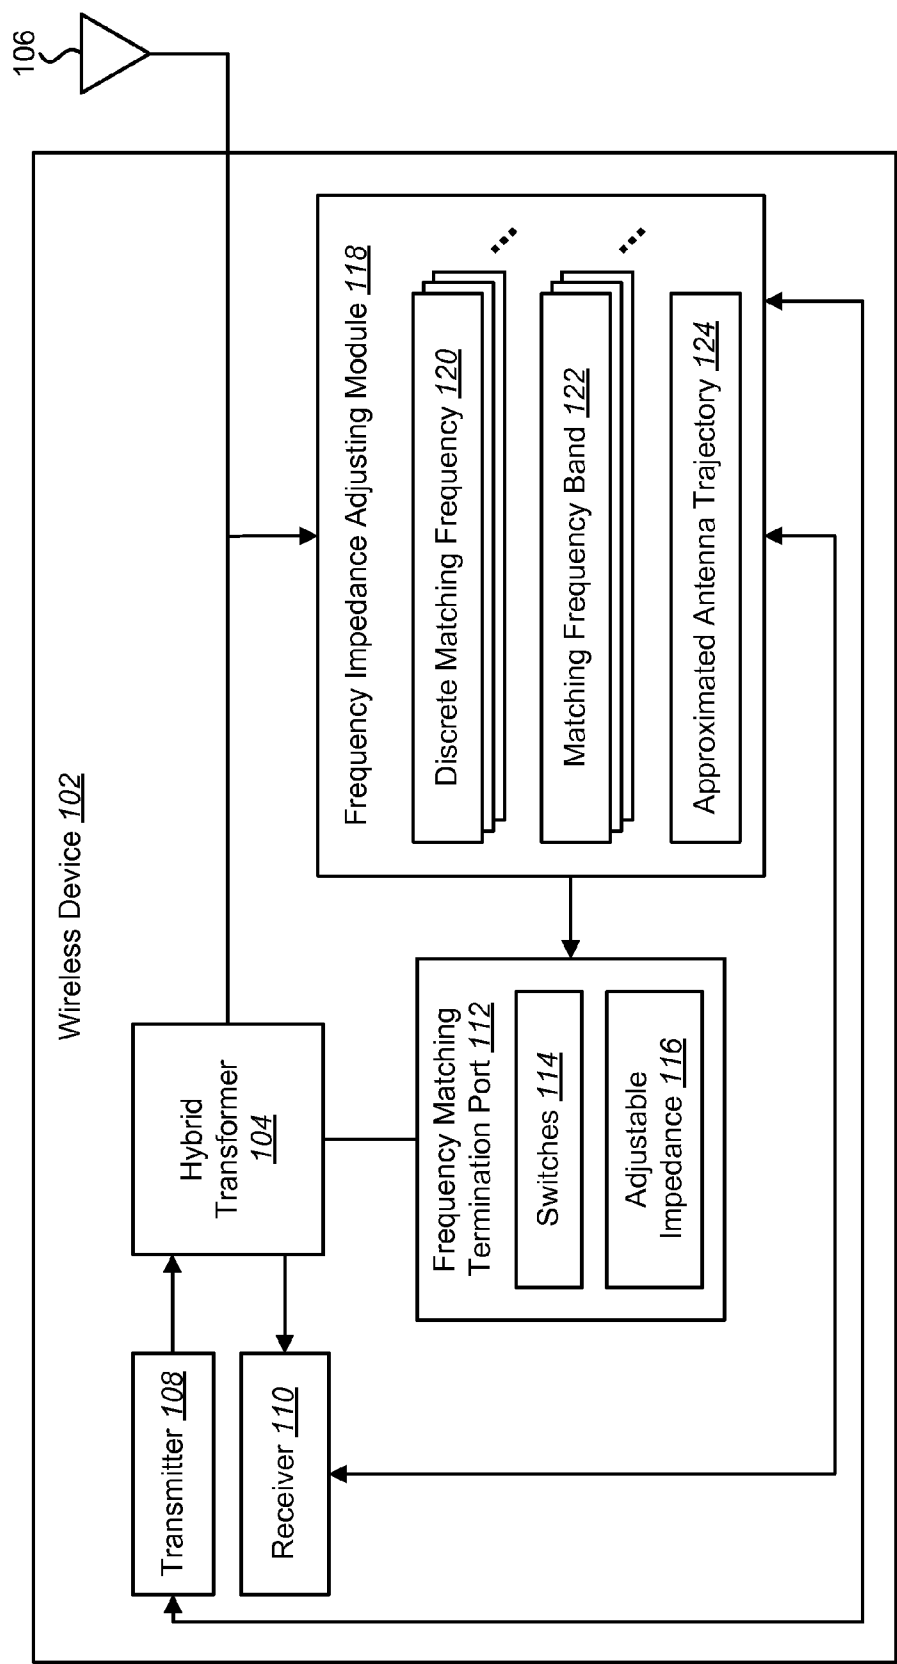 106
Wireless Device 102
Transmitter 108
Receiver 110
Hybrid
Transformer
104
Frequency Matching
Termination Port 112
Switches 114
Adjustable
Impedance 116
Frequency Impedance Adjusting Module 118
Discrete Matching Frequency 120
Matching Frequency Band 122
Approximated Antenna Trajectory 124